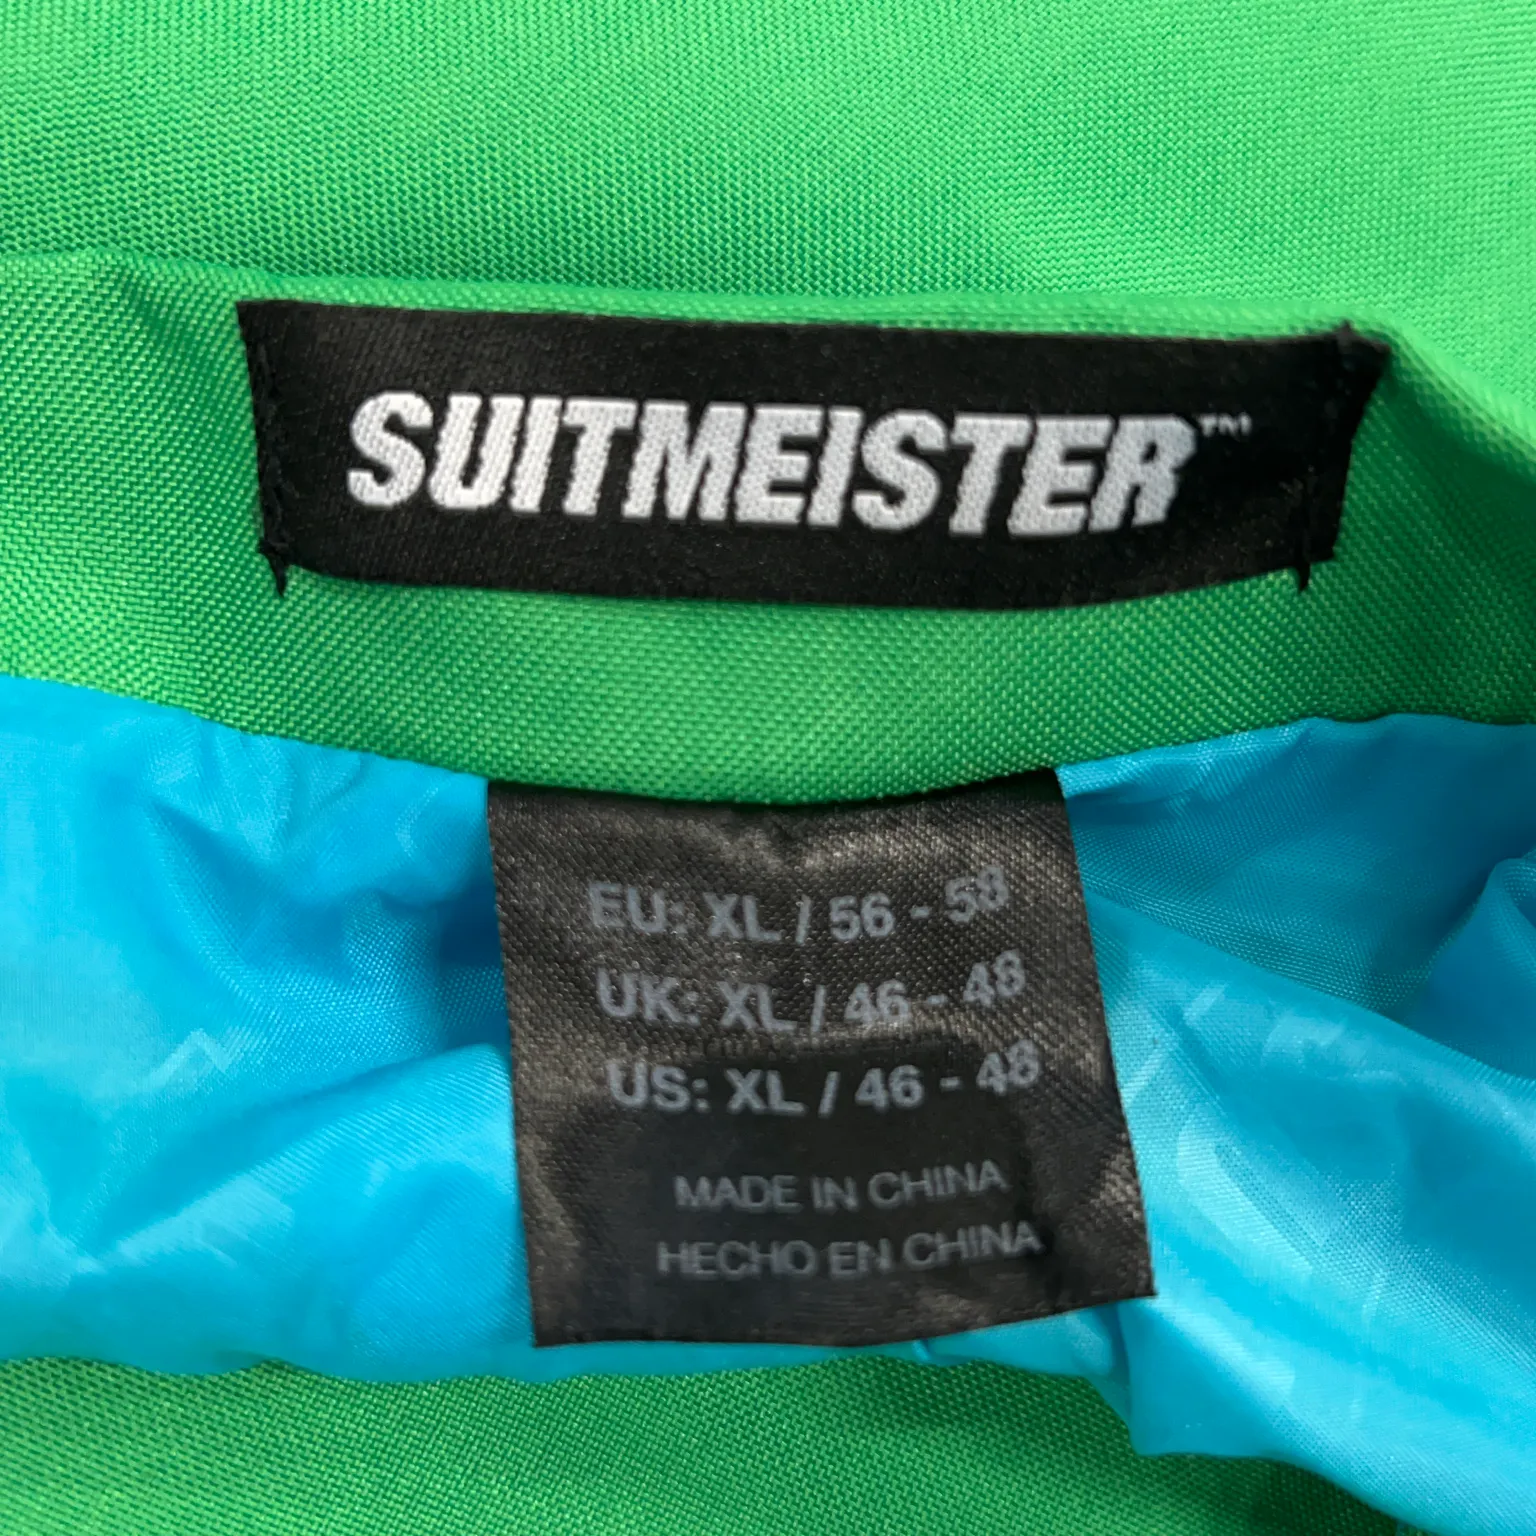 SUITMEISTER™
EU: XL / 56 - 58
UK: XL / 46 - 48
US: XL / 46 - 48
MADE IN CHINA
HECHO EN CHINA